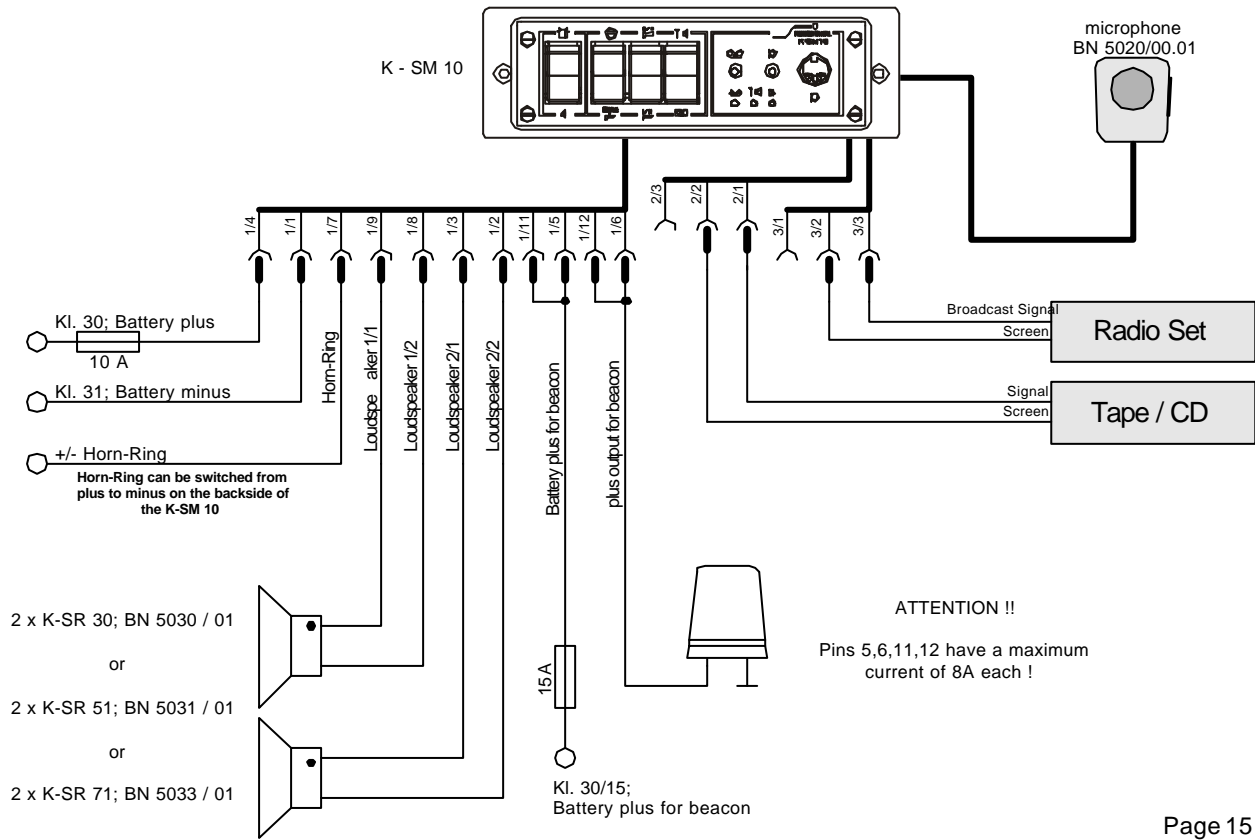 K - SM 10
microphone
BN 5020/00.01
2/3
2/2
2/1
3/1
3/2
3/3
1/4
1/1
1/7
1/9
1/8
1/3
1/2
1/11
1/5
1/12
1/6
Kl. 30; Battery plus
10 A
Kl. 31; Battery minus
+/- Horn-Ring
Horn-Ring can be switched from
plus to minus on the backside of
the K-SM 10
Horn-Ring
Loudspe aker 1/1
Loudspeaker 1/2
Loudspeaker 2/1
Loudspeaker 2/2
Battery plus for beacon
plus output for beacon
Broadcast Signal
Screen
Radio Set
Signal
Screen
Tape / CD
2 x K-SR 30; BN 5030 / 01
or
2 x K-SR 51; BN 5031 / 01
or
2 x K-SR 71; BN 5033 / 01
15 A
Kl. 30/15;
Battery plus for beacon
ATTENTION !!
Pins 5,6,11,12 have a maximum
current of 8A each !
Page 15